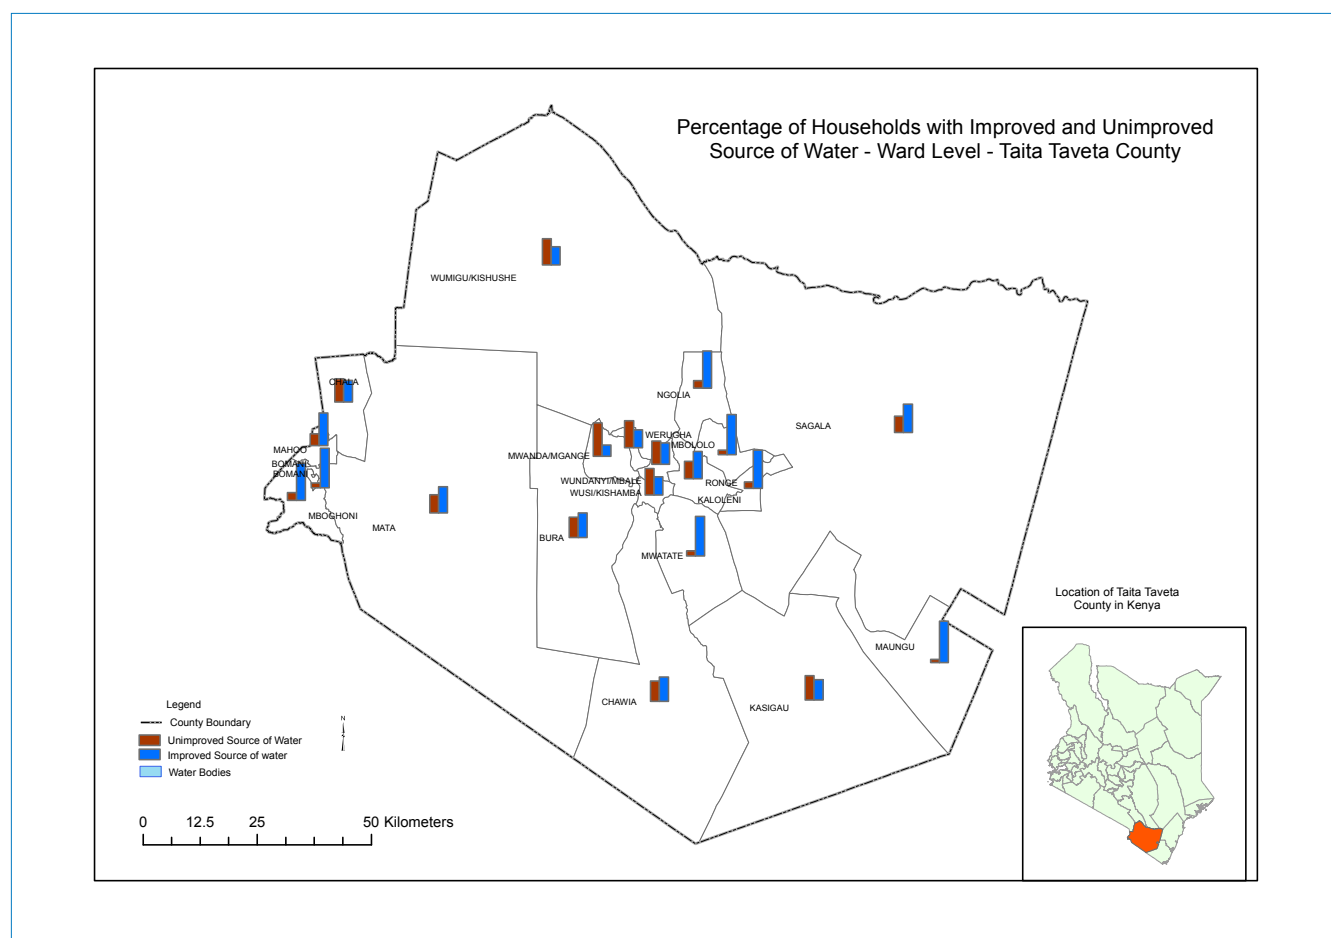 Percentage of Households with Improved and Unimproved
Source of Water - Ward Level - Taita Taveta County
WUMIGU/KISHUSHE
CHALA
NGOLIA
SAGALA
WERUGHA
MBOLOLO
MAHOO
MWANDA/MGANGE
BOMANI
BOMANI
WUNDANYI/MBALE
RONGE
WUSI/KISHAMBA
KALOLENI
MBOGHONI
MATA
BURA
MWATATE
Location of Taita Taveta
County in Kenya
MAUNGU
CHAWIA
KASIGAU
Legend
County Boundary
Unimproved Source of Water
Improved Source of water
Water Bodies
N
0 12.5 25 50 Kilometers